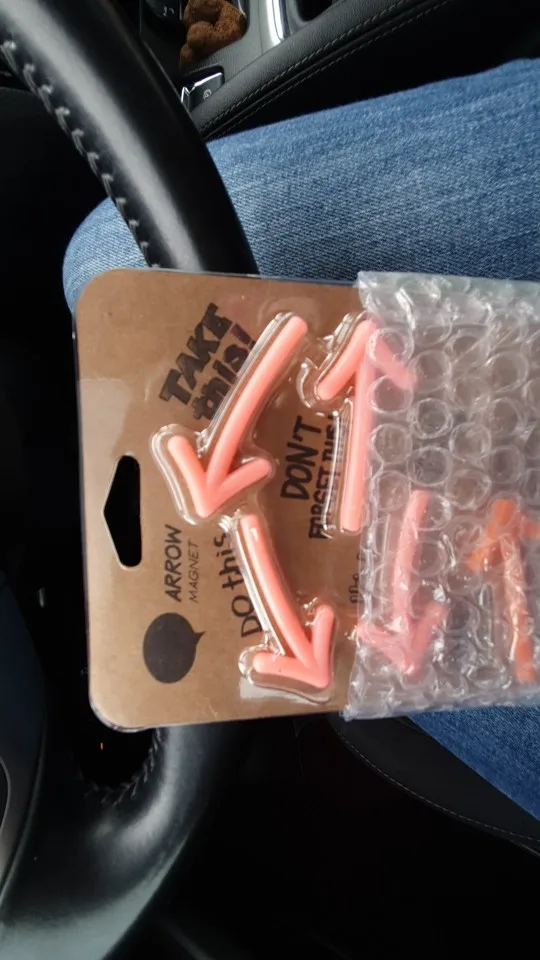 ARROW
MAGNET
TAKE
this!
DO this
DON'T
FORGET THIS!